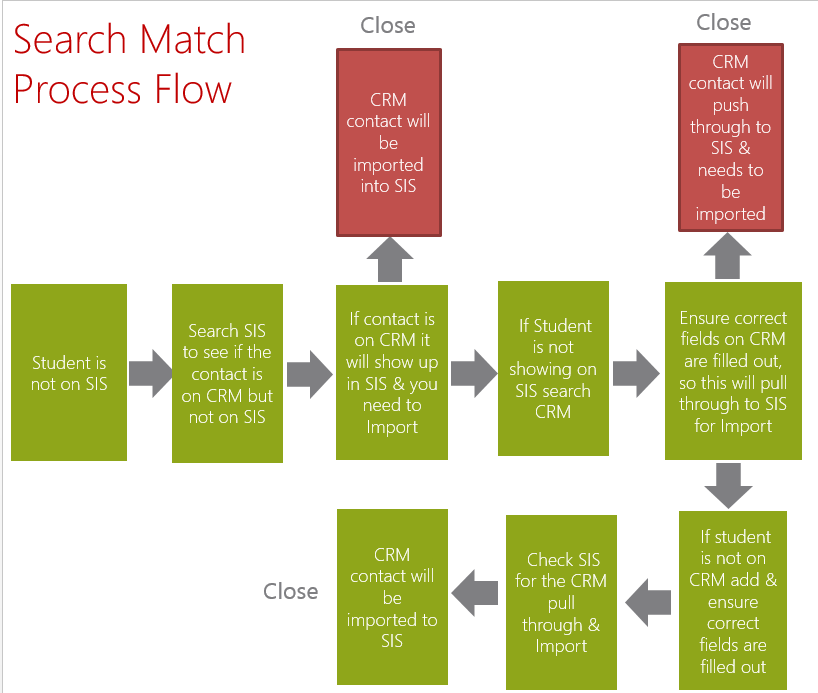 Search Match
Process Flow
Close
CRM
contact will
be
imported
into SIS
Close
CRM
contact will
push
through to
SIS &
needs to
be
imported
Student is
not on SIS
Search SIS
to see if the
contact is
on CRM but
not on SIS
If contact is
on CRM it
will show up
in SIS & you
need to
Import
If Student
is not
showing on
SIS search
CRM
Ensure correct
fields on CRM
are filled out,
so this will pull
through to SIS
for Import
If student
is not on
CRM add &
ensure
correct
fields are
filled out
Check SIS
for the CRM
pull
through &
Import
CRM
contact will
be
imported to
SIS
Close